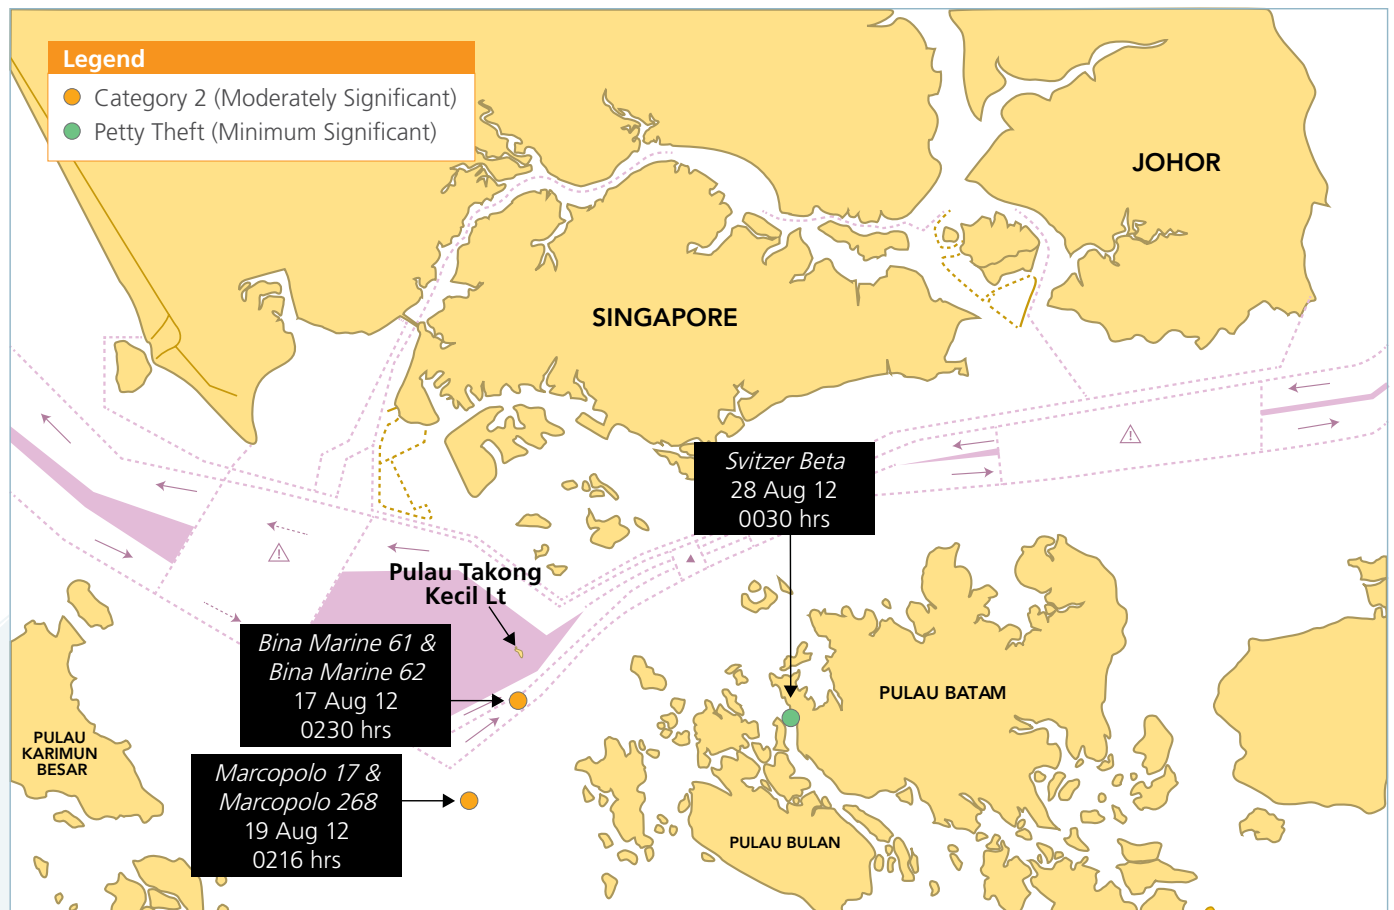 Legend
Category 2 (Moderately Significant)
Petty Theft (Minimum Significant)
JOHOR
SINGAPORE
Svitzer Beta
28 Aug 12
0030 hrs
Pulau Takong
Kecil Lt
Bina Marine 61 &
Bina Marine 62
17 Aug 12
0230 hrs
PULAU BATAM
PULAU
KARIMUN
BESAR
Marcopolo 17 &
Marcopolo 268
19 Aug 12
0216 hrs
PULAU BULAN